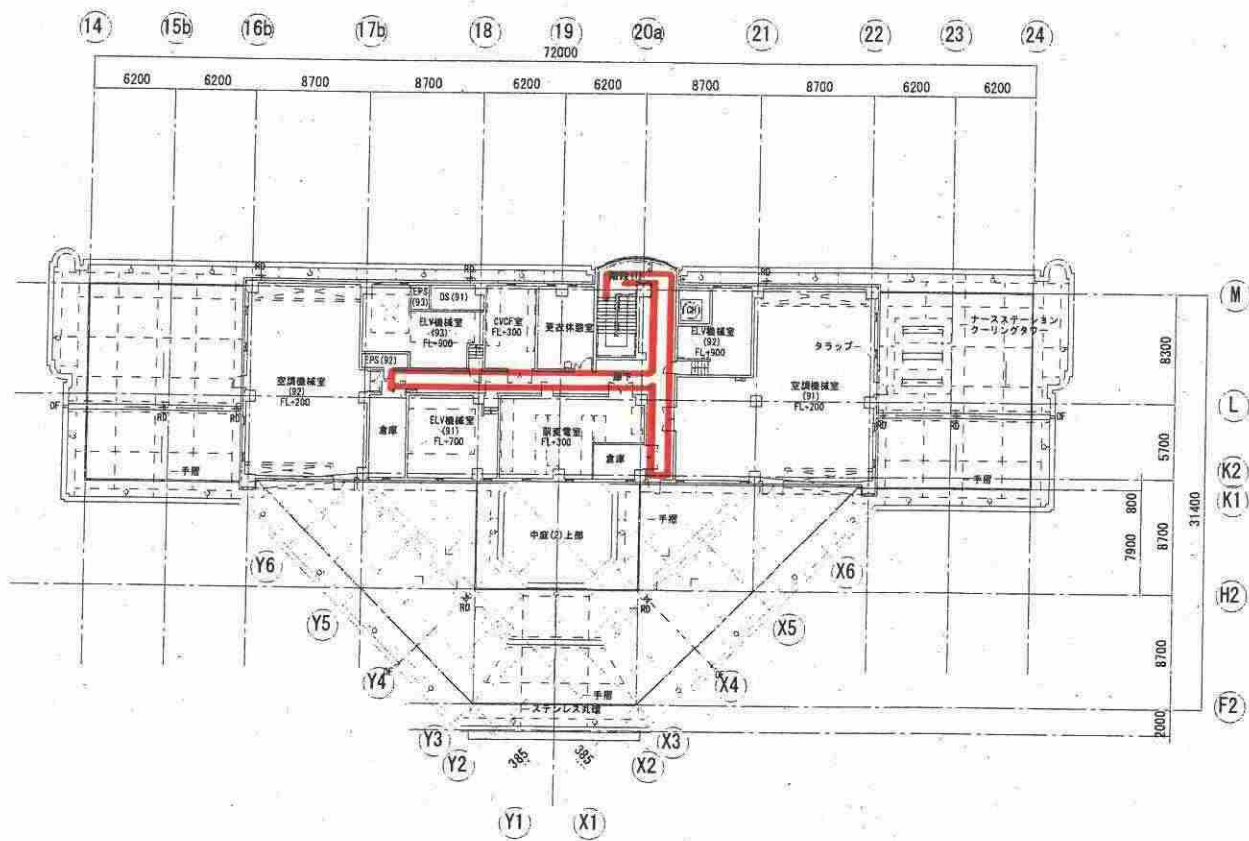 14 15b 16b 17b 18 19 20a 21 22 23 24
72000
6200 6200 8700 8700 6200 6200 8700 8700 6200 6200
RD RD RD
階段(1)
M
EPS (93)
DS(91)
ELV機械室 (93) FL+900
CVCF室 FL+300
更衣休憩室
ELV機械室 (92) FL+900
タラップ
ナースステーション
クーリングタワー
8300
EPS(92)
空調機械室 (92) FL+200
廊下
空調機械室 (91) FL+200
L
OF RD RD RD RD OF
倉庫
ELV機械室 (91) FL+700
FL+300
倉庫
5700
手摺
手摺
K2
K1
800
31400
手摺
中庭(2)上部
7900
8700
Y6 X6
H2
RD RD
Y5 X5
8700
Y4 X4
手摺
ステンレス丸環
F2
2000
Y3 X3
Y2 385 385 X2
Y1 X1